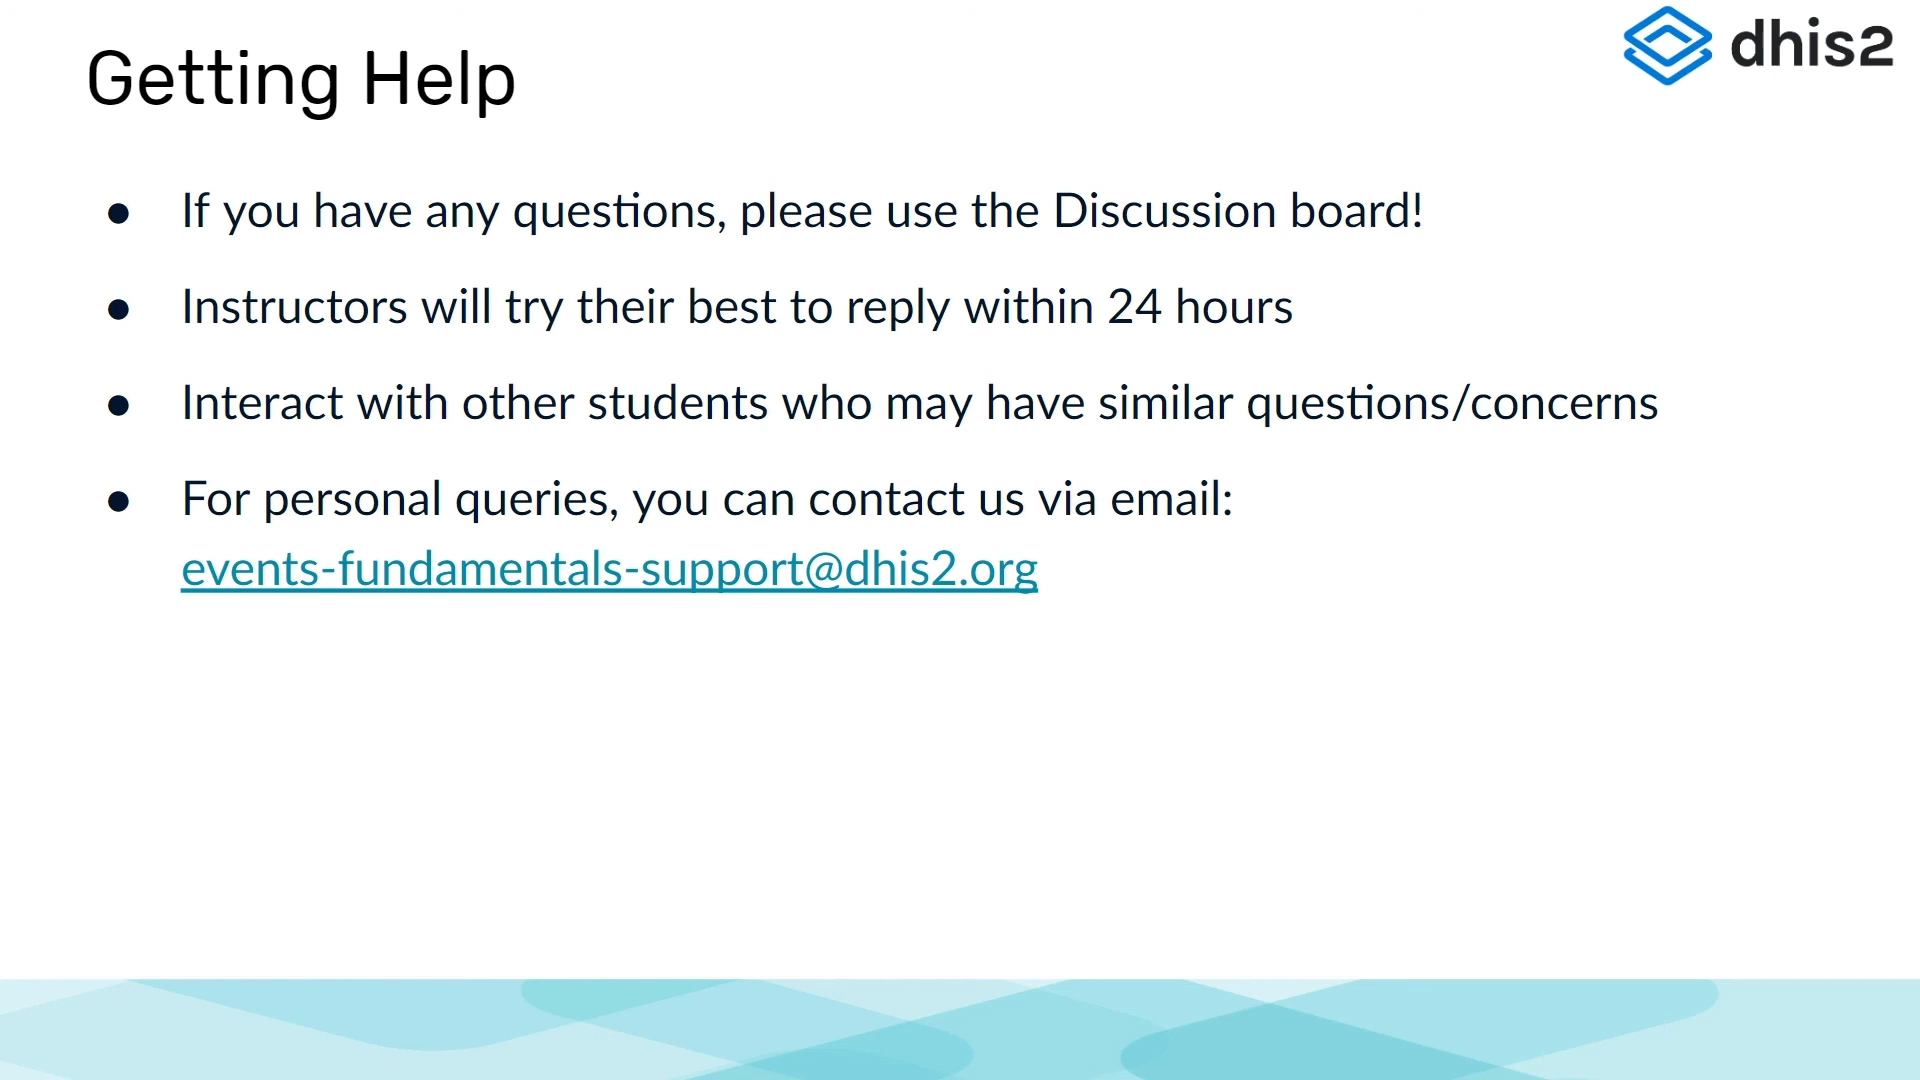 Getting Help
dhis2
● If you have any questions, please use the Discussion board!
● Instructors will try their best to reply within 24 hours
● Interact with other students who may have similar questions/concerns
● For personal queries, you can contact us via email:
events-fundamentals-support@dhis2.org